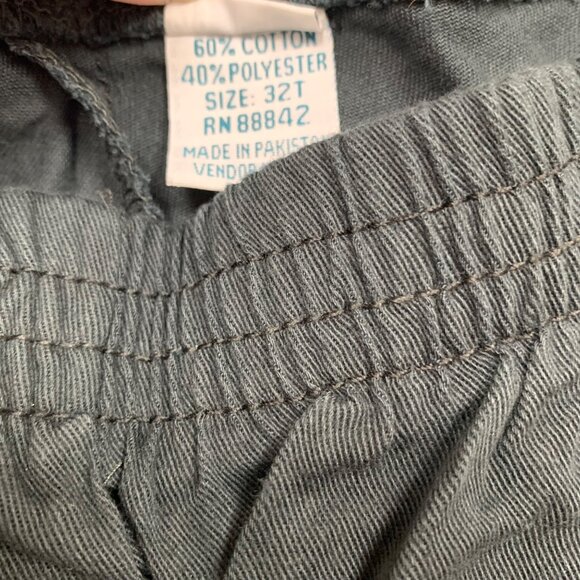 60% COTTON
40% POLYESTER
SIZE: 32T
RN 88842
MADE IN
VENDOR